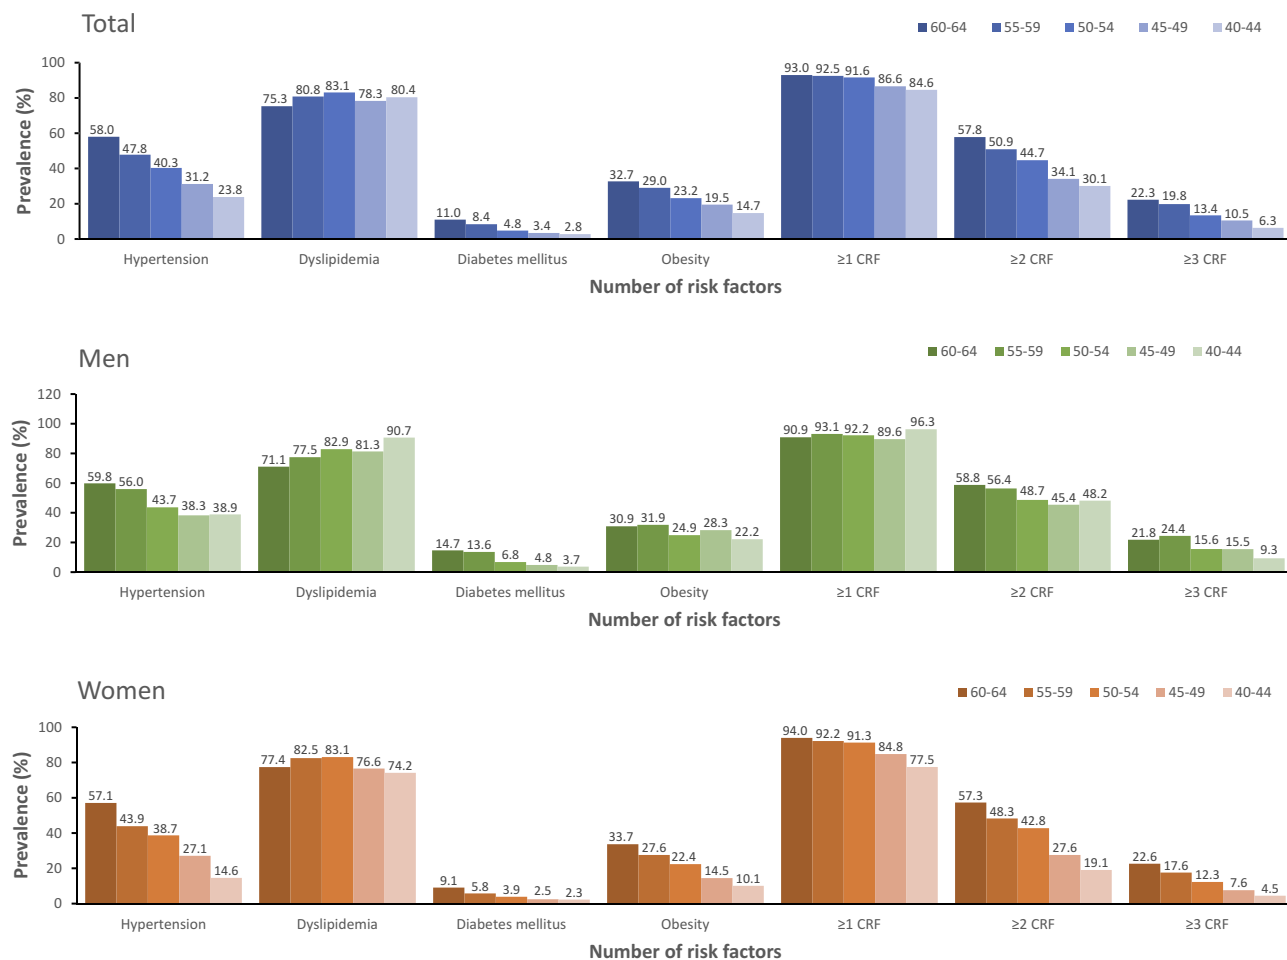 Total
60-64 55-59 50-54 45-49 40-44
Prevalence (%)
100
80
60
40
20
0
58.0 47.8 40.3 31.2 23.8
75.3 80.8 83.1 78.3 80.4
11.0 8.4 4.8 3.4 2.8
32.7 29.0 23.2 19.5 14.7
93.0 92.5 91.6 86.6 84.6
57.8 50.9 44.7 34.1 30.1
22.3 19.8 13.4 10.5 6.3
Hypertension Dyslipidemia Diabetes mellitus Obesity ≥1 CRF ≥2 CRF ≥3 CRF
Number of risk factors
Men
60-64 55-59 50-54 45-49 40-44
Prevalence (%)
120
100
80
60
40
20
0
59.8 56.0 43.7 38.3 38.9
71.1 77.5 82.9 81.3 90.7
14.7 13.6 6.8 4.8 3.7
30.9 31.9 24.9 28.3 22.2
90.9 93.1 92.2 89.6 96.3
58.8 56.4 48.7 45.4 48.2
21.8 24.4 15.6 15.5 9.3
Hypertension Dyslipidemia Diabetes mellitus Obesity ≥1 CRF ≥2 CRF ≥3 CRF
Number of risk factors
Women
60-64 55-59 50-54 45-49 40-44
Prevalence (%)
100
80
60
40
20
0
57.1 43.9 38.7 27.1 14.6
77.4 82.5 83.1 76.6 74.2
9.1 5.8 3.9 2.5 2.3
33.7 27.6 22.4 14.5 10.1
94.0 92.2 91.3 84.8 77.5
57.3 48.3 42.8 27.6 19.1
22.6 17.6 12.3 7.6 4.5
Hypertension Dyslipidemia Diabetes mellitus Obesity ≥1 CRF ≥2 CRF ≥3 CRF
Number of risk factors